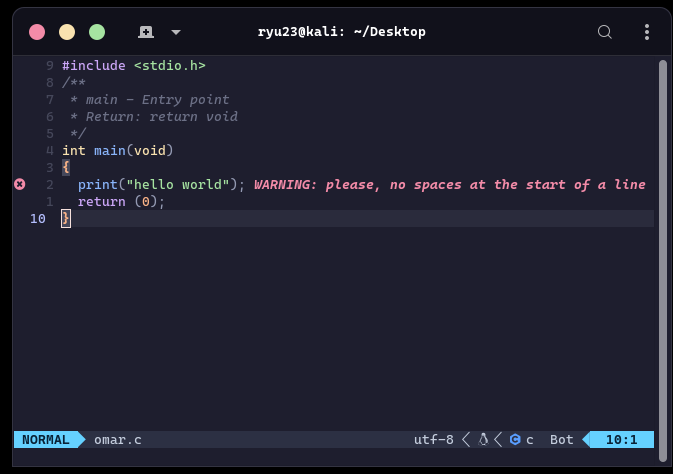 ryu23@kali: ~/Desktop
9 #include <stdio.h>
8 /**
7  * main - Entry point
6  * Return: return void
5  */
4 int main(void)
3 {
2   print("hello world"); WARNING: please, no spaces at the start of a line
1   return (0);
10 }
NORMAL omar.c utf-8 c Bot 10:1